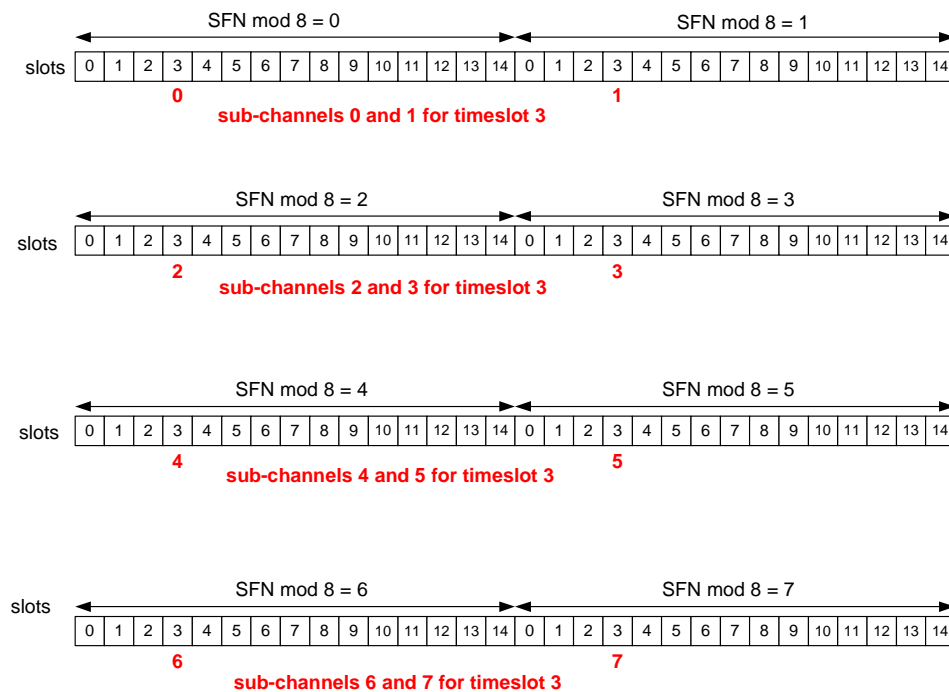 SFN mod 8 = 0 SFN mod 8 = 1
slots 0 1 2 3 4 5 6 7 8 9 10 11 12 13 14 0 1 2 3 4 5 6 7 8 9 10 11 12 13 14
0 1
sub-channels 0 and 1 for timeslot 3
SFN mod 8 = 2 SFN mod 8 = 3
slots 0 1 2 3 4 5 6 7 8 9 10 11 12 13 14 0 1 2 3 4 5 6 7 8 9 10 11 12 13 14
2 3
sub-channels 2 and 3 for timeslot 3
SFN mod 8 = 4 SFN mod 8 = 5
slots 0 1 2 3 4 5 6 7 8 9 10 11 12 13 14 0 1 2 3 4 5 6 7 8 9 10 11 12 13 14
4 5
sub-channels 4 and 5 for timeslot 3
SFN mod 8 = 6 SFN mod 8 = 7
slots
0 1 2 3 4 5 6 7 8 9 10 11 12 13 14 0 1 2 3 4 5 6 7 8 9 10 11 12 13 14
6 7
sub-channels 6 and 7 for timeslot 3